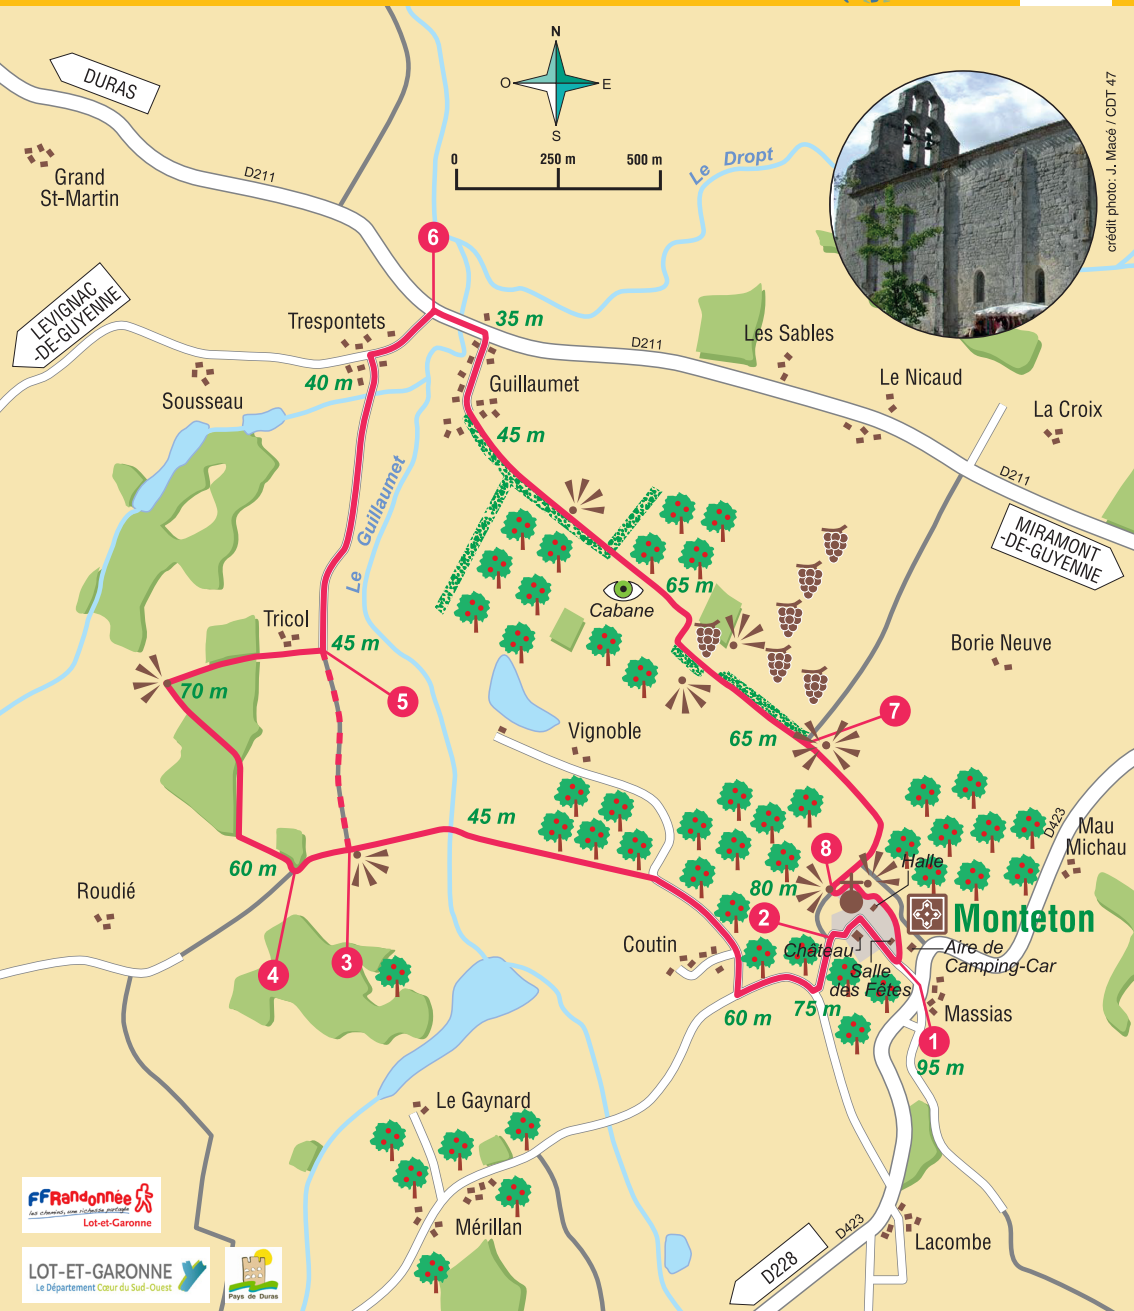 N
O
E
S
0
250 m
500 m
DURAS
Grand
St-Martin
D211
Le Dropt
crédit photo: J. Macé / CDT 47
6
LEVIGNAC
-DE-GUYENNE
Trespontets
35 m
D211
Les Sables
40 m
Sousseau
Guillaumet
Le Nicaud
La Croix
45 m
D211
Le Guillaumet
MIRAMONT
-DE-GUYENNE
65 m
Cabane
Tricol
45 m
Borie Neuve
70 m
5
7
Vignoble
65 m
45 m
D423
Mau
Michau
8
Halle
60 m
80 m
Roudié
2
Monteton
Coutin
Château
Aire de
Camping-Car
3
4
Salle
des Fêtes
60 m
75 m
Massias
1
95 m
Le Gaynard
FFRandonnée
les chemins, une richesse partagée
Lot-et-Garonne
Mérillan
D423
Lacombe
D228
LOT-ET-GARONNE
Le Département Cœur du Sud-Ouest
Pays de Duras